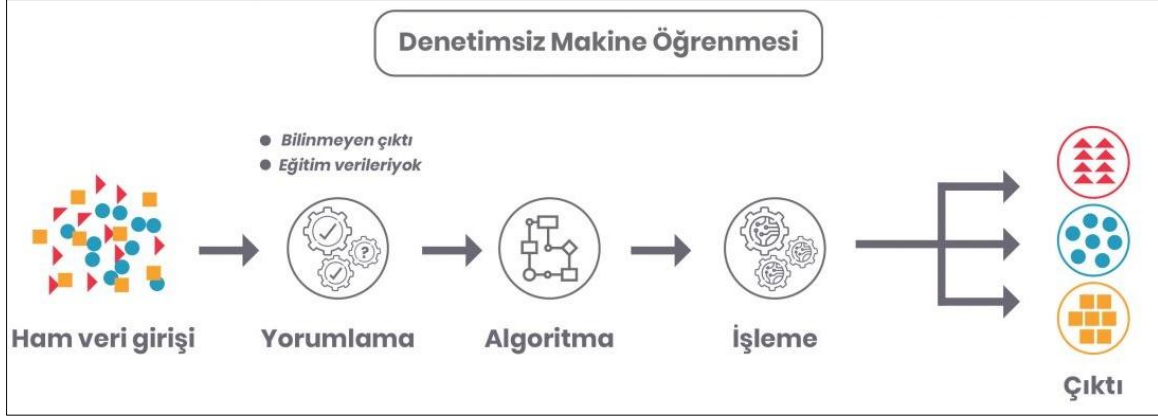 Denetimsiz Makine Öğrenmesi
Bilinmeyen çıktı
Eğitim verileriyok
Ham veri girişi
Yorumlama
Algoritma
İşleme
Çıktı